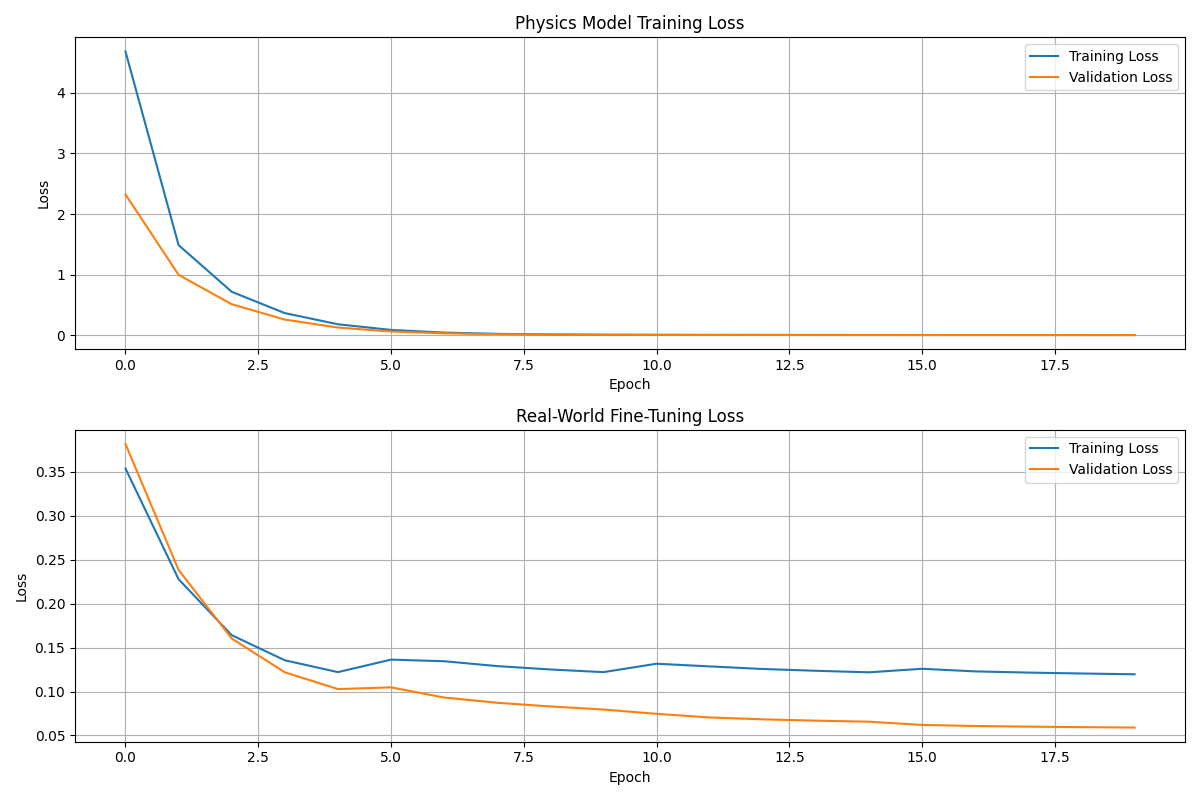 Physics Model Training Loss
Training Loss
Validation Loss
4
3
2
1
0
Loss
0.0 2.5 5.0 7.5 10.0 12.5 15.0 17.5
Epoch
Real-World Fine-Tuning Loss
Training Loss
Validation Loss
0.35
0.30
0.25
0.20
0.15
0.10
0.05
Loss
0.0 2.5 5.0 7.5 10.0 12.5 15.0 17.5
Epoch